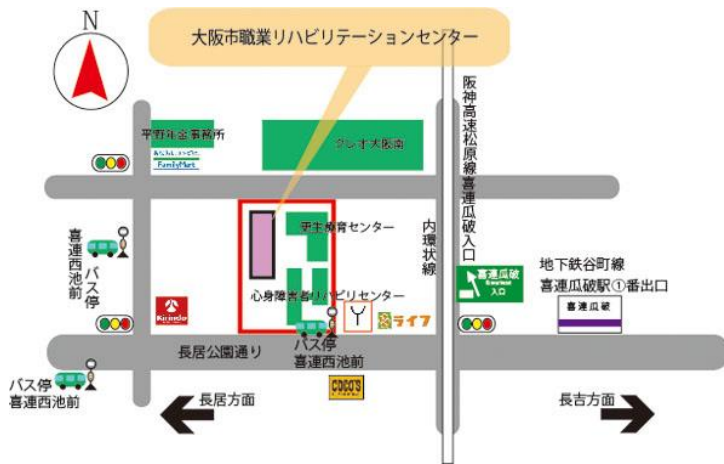 N
大阪市職業リハビリテーションセンター
阪神高速松原線喜連瓜破入口
平野年金事務所
FamilyMart
クレオ大阪南
更生療育センター
内環状線
喜連西池前
バス停
喜連瓜破
入口
地下鉄谷町線
喜連瓜破駅①番出口
喜連瓜破
心身障害者リハビリセンター
Kirindo
ライフ
長居公園通り
バス停
喜連西池前
バス停
喜連西池前
COCO'S
長居方面
長吉方面